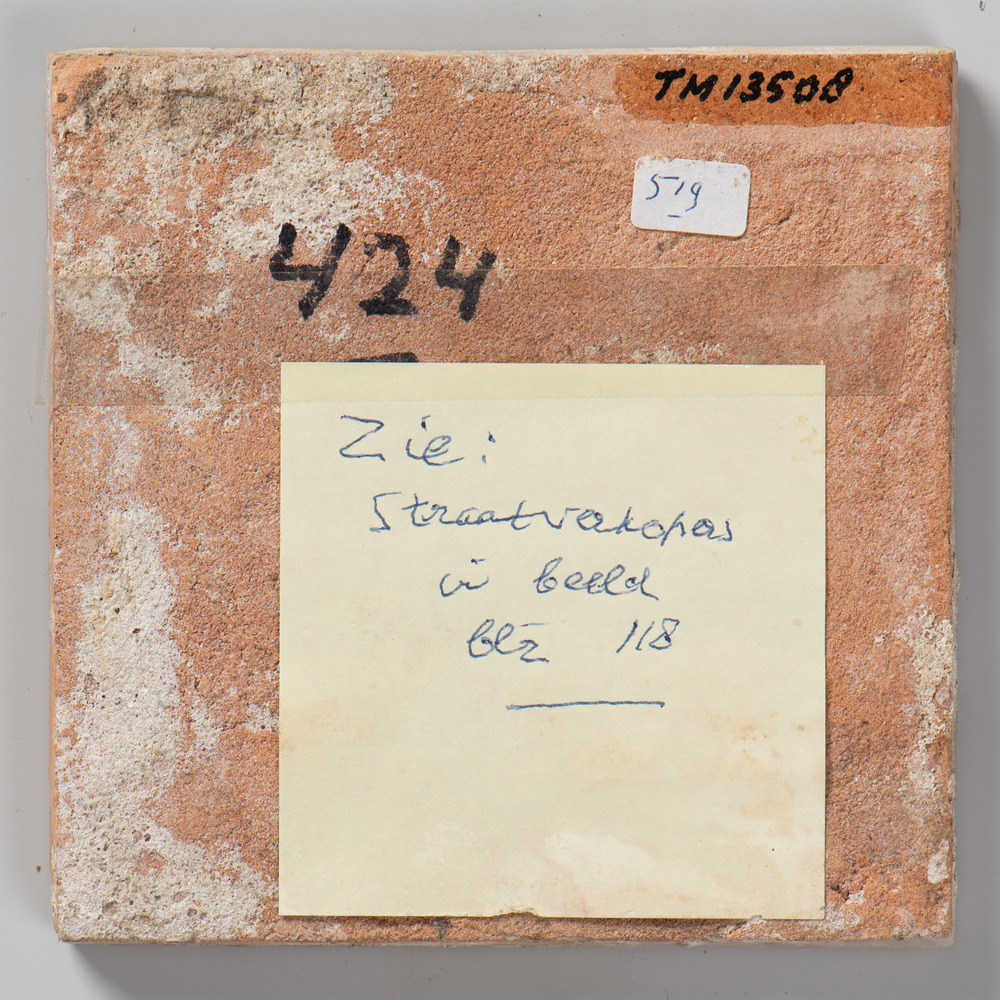 TM13508
519
424
Zie:
Straatverkopers
in beeld
blz 118